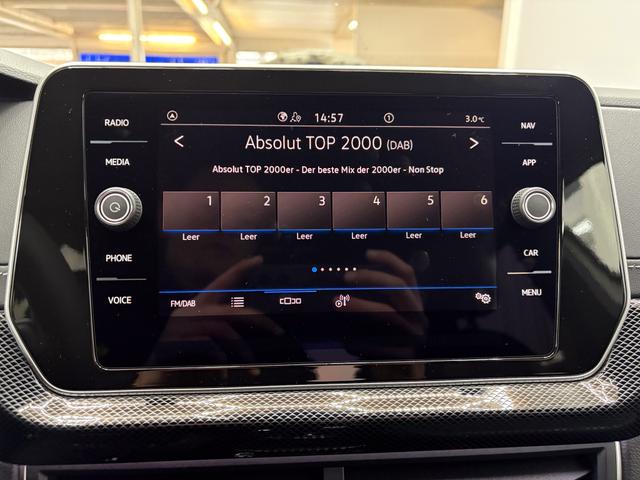 RADIO
MEDIA
PHONE
VOICE
14:57
1
3.0°C
< Absolut TOP 2000 (DAB) >
Absolut TOP 2000er - Der beste Mix der 2000er - Non Stop
1 2 3 4 5 6
Leer Leer Leer Leer Leer Leer
FM/DAB
NAV
APP
CAR
MENU